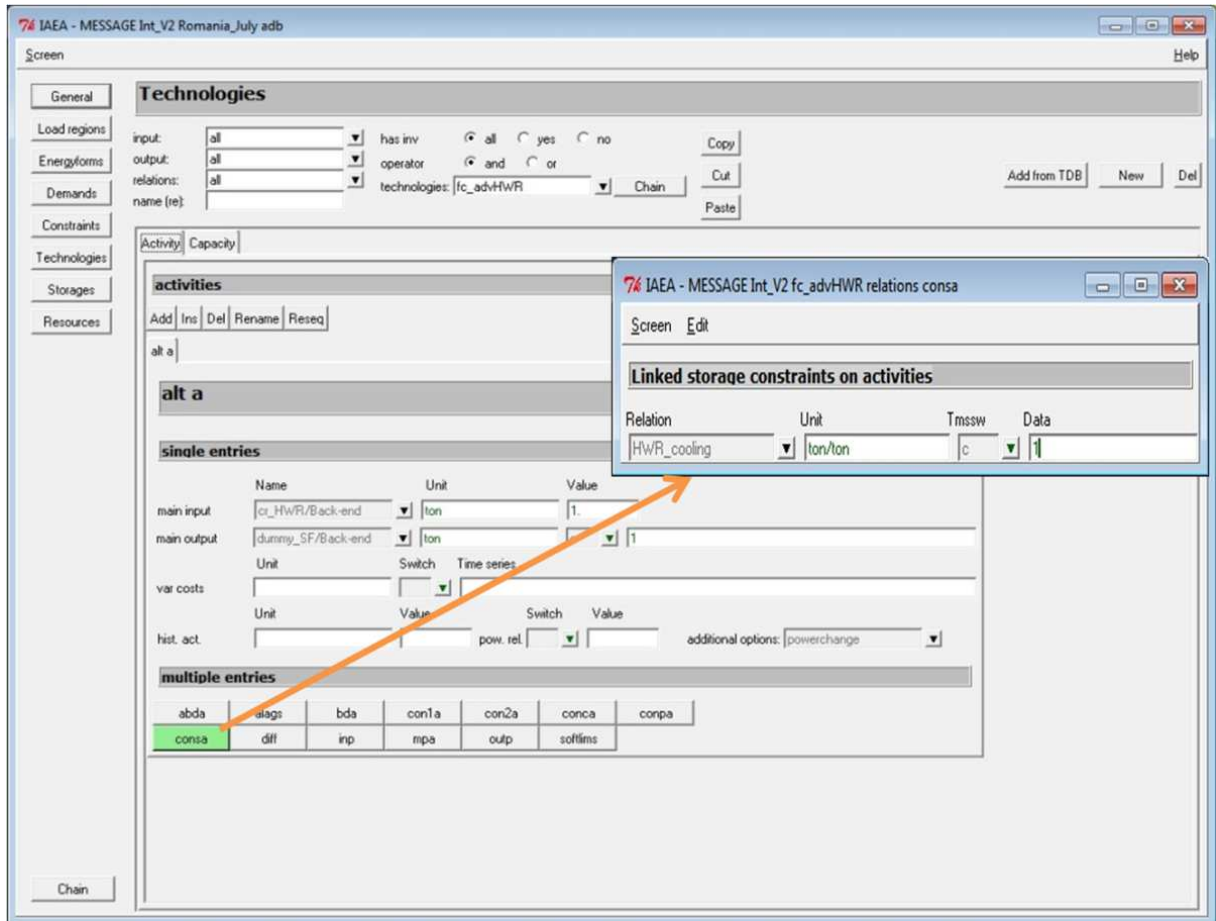 IAEA - MESSAGE Int_V2 Romania_July adb
Screen Help
General
Load regions
Energyforms
Demands
Constraints
Technologies
Storages
Resources
Chain
Technologies
input: all has inv all yes no Copy
output: all operator and or Cut Add from TDB New Del
relations: all technologies: fc_advHWR Chain
name (re): Paste
Activity Capacity
activities
Add Ins Del Rename Reseq
alt a
alt a
single entries
Name Unit Value
main input cr_HWR/Back-end ton 1.
main output dummy_SF/Back-end ton 1
Unit Switch Time series
var costs
Unit Value Switch Value
hist. act. pow. rel. additional options: powerchange
multiple entries
abda alags bda con1a con2a conca conpa
consa diff inp mpa outp softlims
IAEA - MESSAGE Int_V2 fc_advHWR relations consa
Screen Edit
Linked storage constraints on activities
Relation Unit Tmssw Data
HWR_cooling ton/ton c 1